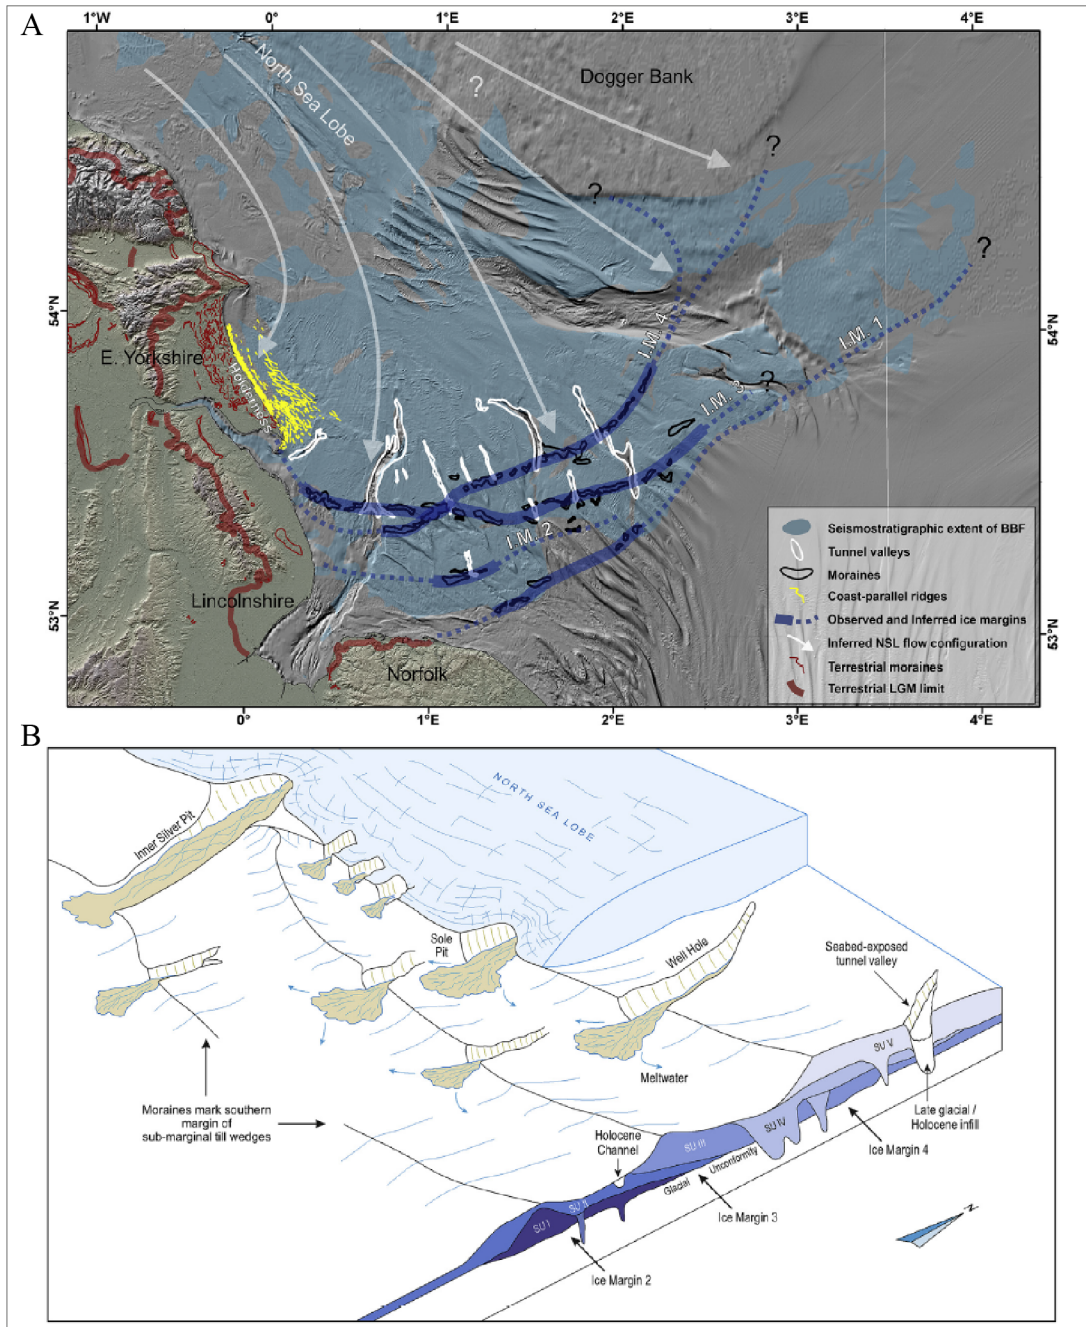 A
1°W
0°
1°E
2°E
3°E
4°E
North Sea Lobe
?
Dogger Bank
?
?
?
54°N
54°N
E. Yorkshire
Holderness
I.M. 4
I.M. 1
I.M. 3
?
I.M. 2
Lincolnshire
53°N
53°N
Norfolk
Seismostratigraphic extent of BBF
Tunnel valleys
Moraines
Coast-parallel ridges
Observed and Inferred ice margins
Inferred NSL flow configuration
Terrestrial moraines
Terrestrial LGM limit
0°
1°E
2°E
3°E
4°E
B
NORTH SEA LOBE
Inner Silver Pit
Sole
Pit
Well Hole
Seabed-exposed
tunnel valley
Meltwater
Moraines mark southern
margin of
sub-marginal till wedges
Holocene
Channel
SU V
SU IV
SU III
SU II
SU I
Glacial Unconformity
Late glacial /
Holocene infill
Ice Margin 4
Ice Margin 3
Ice Margin 2
N